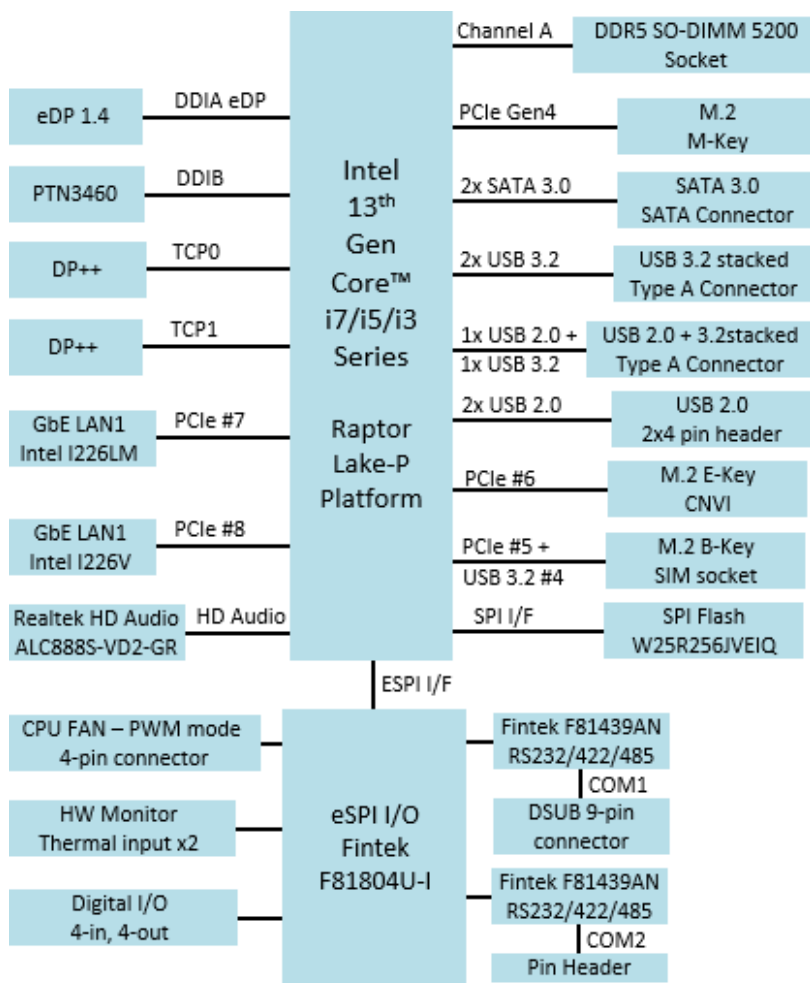 Channel A
DDR5 SO-DIMM 5200
Socket
eDP 1.4
DDIA eDP
PCIe Gen4
M.2
M-Key
PTN3460
DDIB
2x SATA 3.0
SATA 3.0
SATA Connector
DP++
TCP0
2x USB 3.2
USB 3.2 stacked
Type A Connector
DP++
TCP1
1x USB 2.0 +
1x USB 3.2
USB 2.0 + 3.2stacked
Type A Connector
Intel
13th
Gen
Core™
i7/i5/i3
Series
Raptor
Lake-P
Platform
2x USB 2.0
USB 2.0
2x4 pin header
GbE LAN1
Intel I226LM
PCIe #7
PCIe #6
M.2 E-Key
CNVI
GbE LAN1
Intel I226V
PCIe #8
PCIe #5 +
USB 3.2 #4
M.2 B-Key
SIM socket
Realtek HD Audio
ALC888S-VD2-GR
HD Audio
SPI I/F
SPI Flash
W25R256JVEIQ
ESPI I/F
CPU FAN – PWM mode
4-pin connector
HW Monitor
Thermal input x2
Digital I/O
4-in, 4-out
eSPI I/O
Fintek
F81804U-I
Fintek F81439AN
RS232/422/485
COM1
DSUB 9-pin
connector
Fintek F81439AN
RS232/422/485
COM2
Pin Header